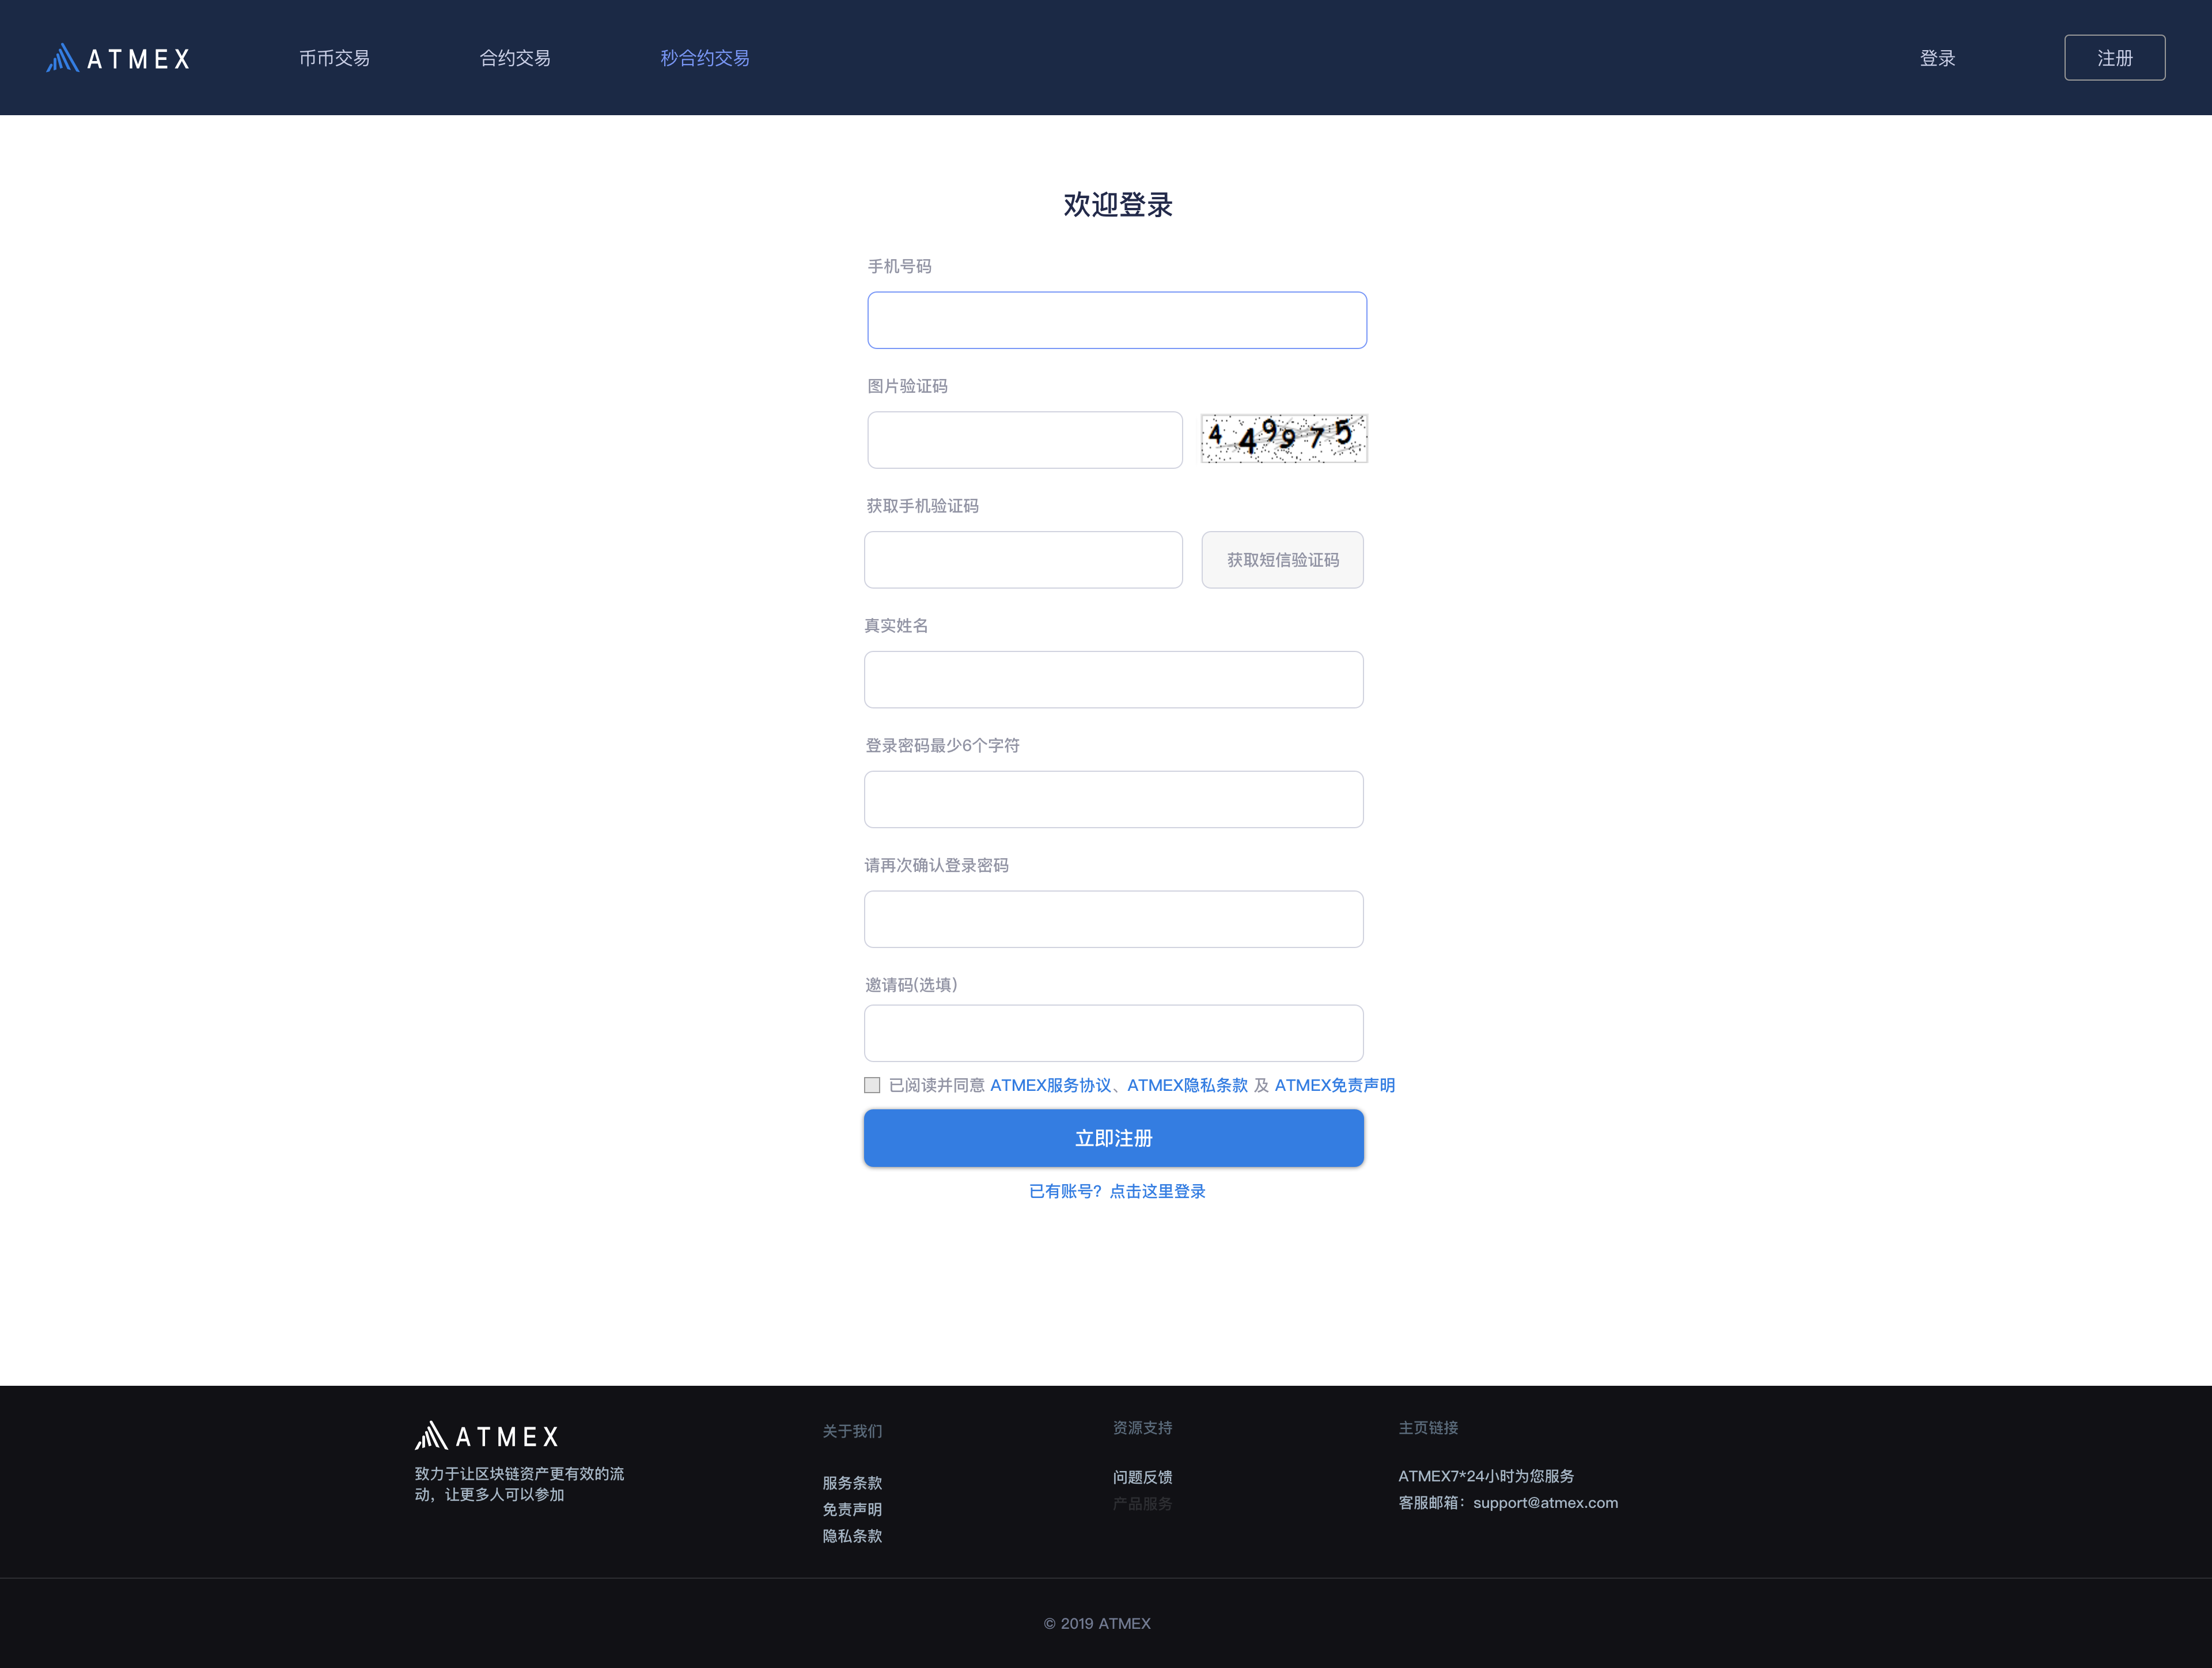 ATMEX 币币交易 合约交易 秒合约交易 登录 注册
欢迎登录
手机号码
图片验证码
449975
获取手机验证码
获取短信验证码
真实姓名
登录密码最少6个字符
请再次确认登录密码
邀请码(选填)
已阅读并同意 ATMEX服务协议、ATMEX隐私条款 及 ATMEX免责声明
立即注册
已有账号？点击这里登录
ATMEX
致力于让区块链资产更有效的流
动，让更多人可以参加
关于我们
服务条款
免责声明
隐私条款
资源支持
问题反馈
产品服务
主页链接
ATMEX7*24小时为您服务
客服邮箱：support@atmex.com
© 2019 ATMEX